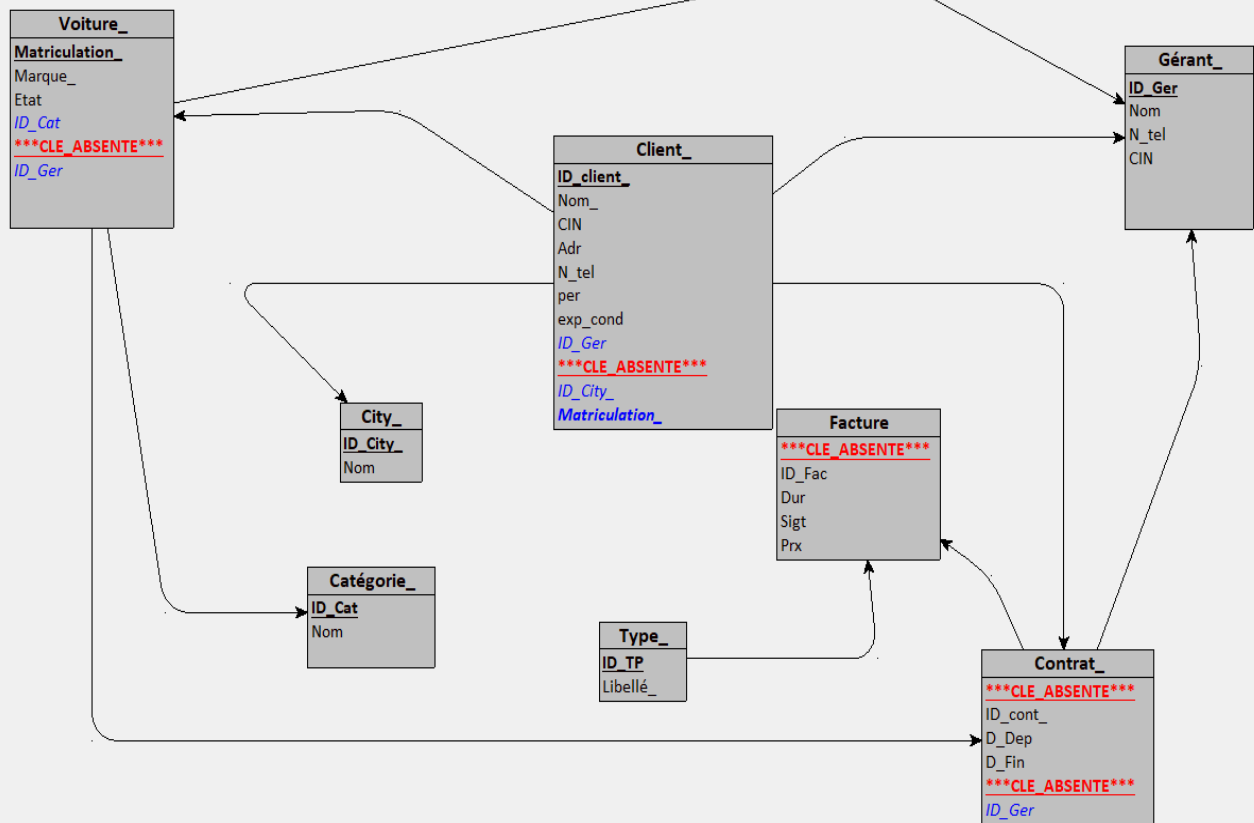 Voiture_
Matriculation_
Marque_
Etat
ID_Cat
***CLE_ABSENTE***
ID_Ger
Gérant_
ID_Ger
Nom
N_tel
CIN
Client_
ID_client_
Nom_
CIN
Adr
N_tel
per
exp_cond
ID_Ger
***CLE_ABSENTE***
ID_City_
Matriculation_
City_
ID_City_
Nom
Facture
***CLE_ABSENTE***
ID_Fac
Dur
Sigt
Prx
Catégorie_
ID_Cat
Nom
Type_
ID_TP
Libellé_
Contrat_
***CLE_ABSENTE***
ID_cont_
D_Dep
D_Fin
***CLE_ABSENTE***
ID_Ger